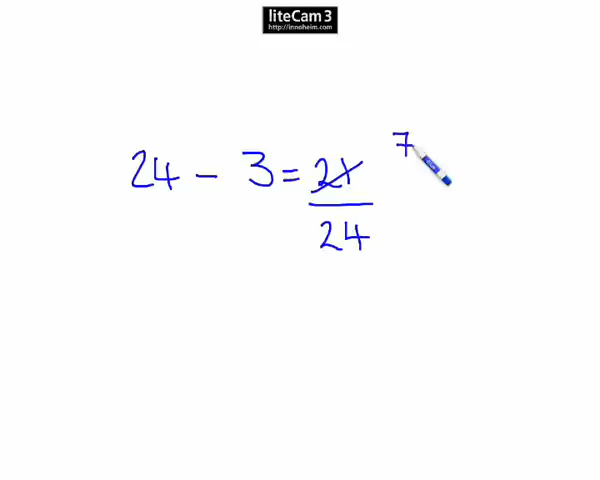 liteCam 3
http://innoheim.com
7
24 - 3 = 21
24